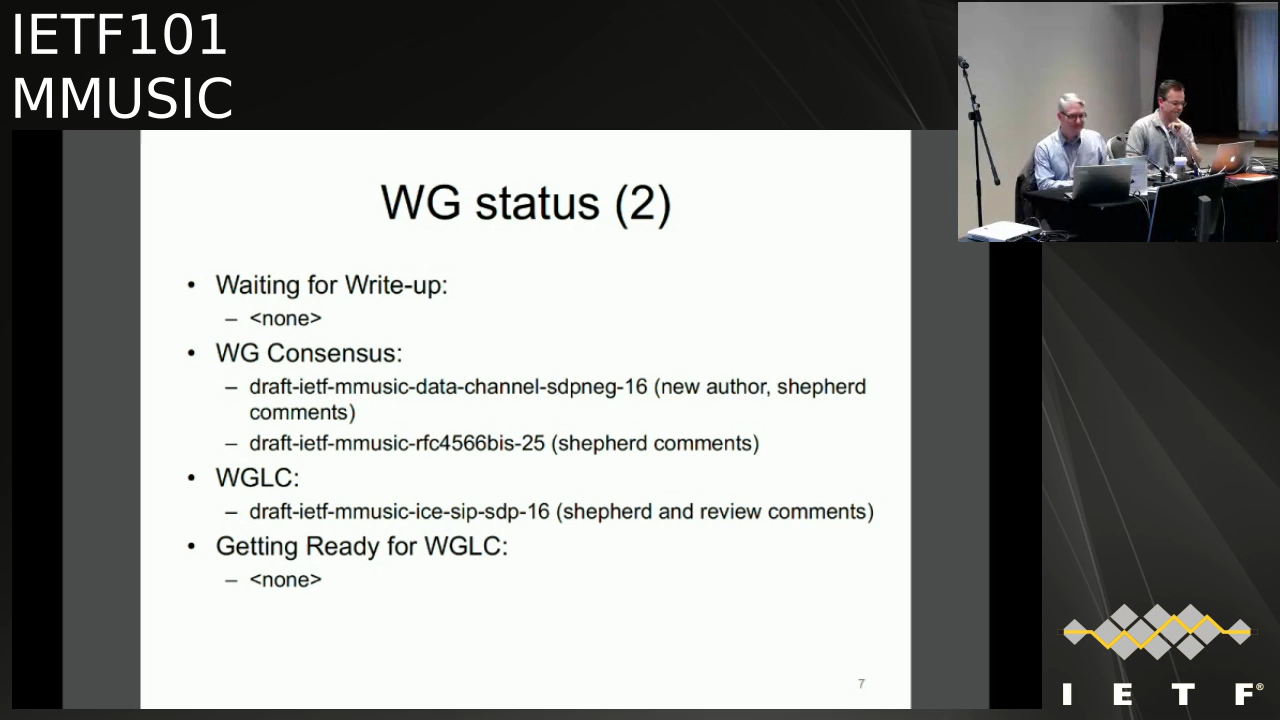 IETF101
MMUSIC
WG status (2)
• Waiting for Write-up:
– <none>
• WG Consensus:
– draft-ietf-mmusic-data-channel-sdpneg-16 (new author, shepherd
comments)
– draft-ietf-mmusic-rfc4566bis-25 (shepherd comments)
• WGLC:
– draft-ietf-mmusic-ice-sip-sdp-16 (shepherd and review comments)
• Getting Ready for WGLC:
– <none>
7
I E T F®